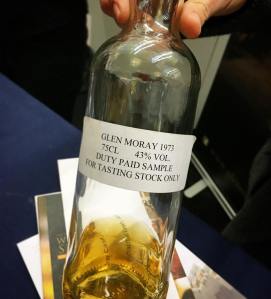 GLEN MORAY 1973
75CL 43% VOL.
DUTY PAID SAMPLE
FOR TASTING STOCK ONLY